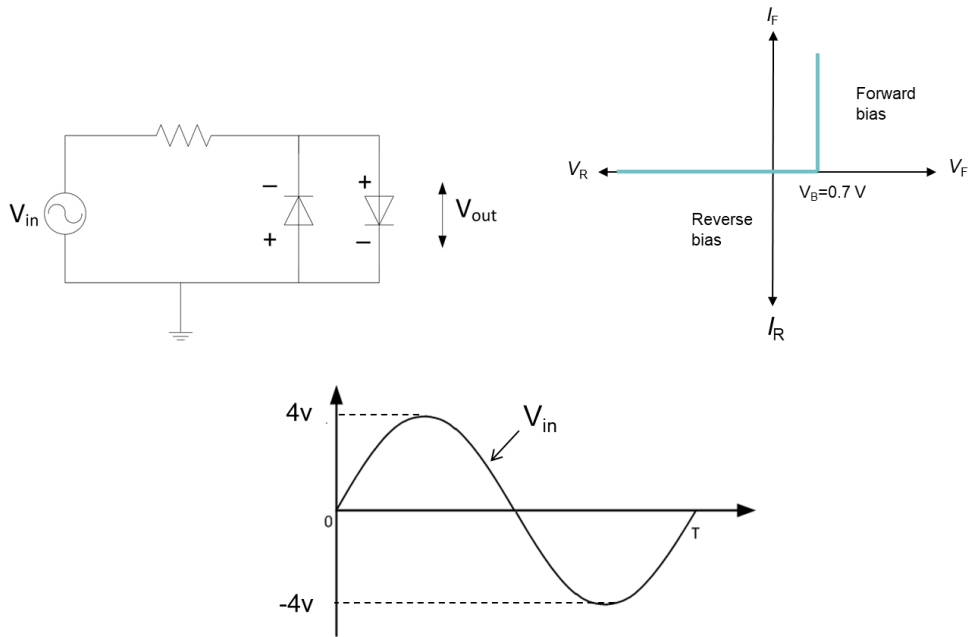 I_F
Forward
bias
V_R
V_F
V_B=0.7 V
Reverse
bias
I_R
V_in
–
+
+
–
V_out
4v
V_in
0
T
-4v